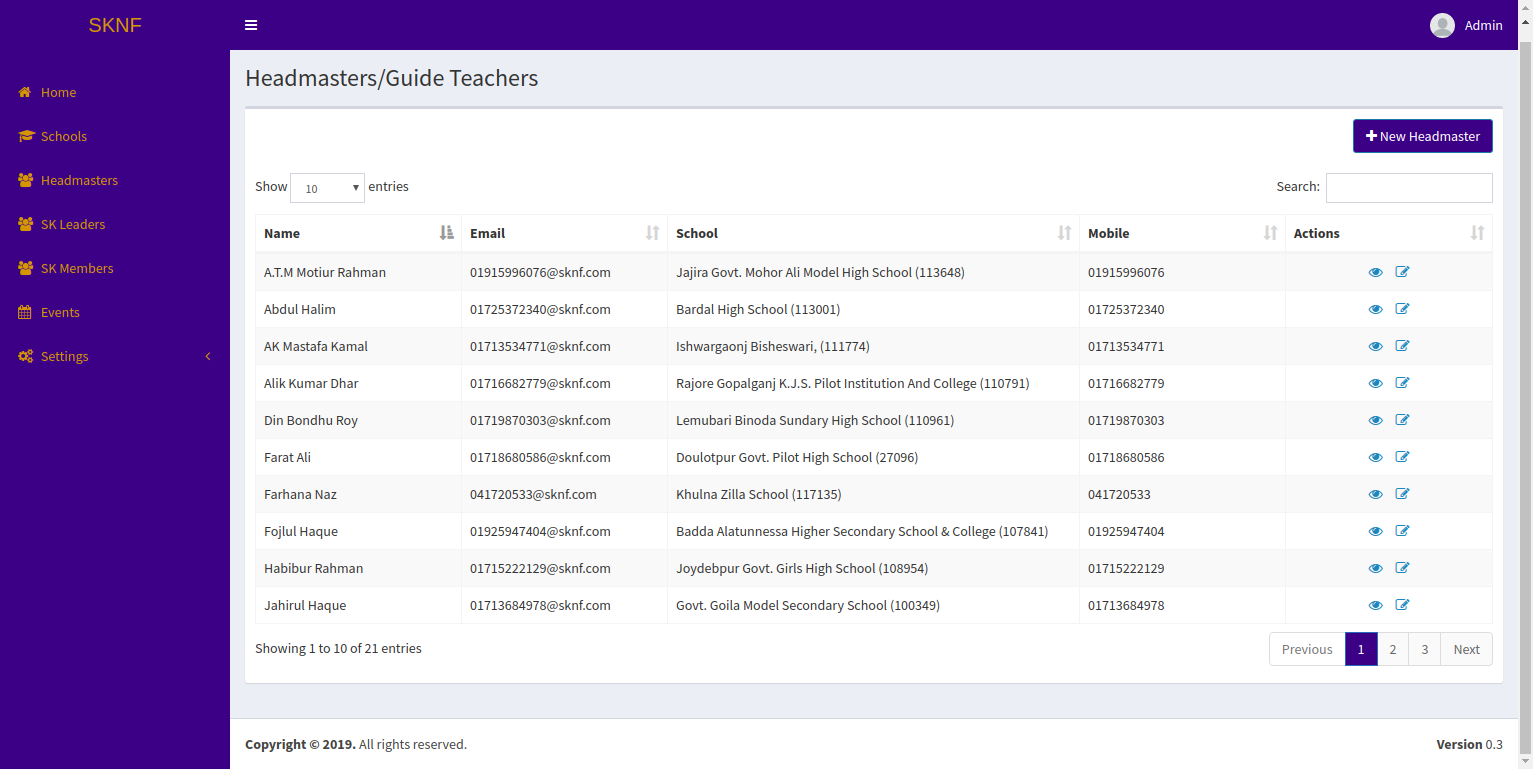 SKNF
Admin
Home
Schools
Headmasters
SK Leaders
SK Members
Events
Settings
Headmasters/Guide Teachers
New Headmaster
Show 10 entries
Search:
Name Email School Mobile Actions
A.T.M Motiur Rahman 01915996076@sknf.com Jajira Govt. Mohor Ali Model High School (113648) 01915996076
Abdul Halim 01725372340@sknf.com Bardal High School (113001) 01725372340
AK Mastafa Kamal 01713534771@sknf.com Ishwargaonj Bisheswari, (111774) 01713534771
Alik Kumar Dhar 01716682779@sknf.com Rajore Gopalganj K.J.S. Pilot Institution And College (110791) 01716682779
Din Bondhu Roy 01719870303@sknf.com Lemubari Binoda Sundary High School (110961) 01719870303
Farat Ali 01718680586@sknf.com Doulotpur Govt. Pilot High School (27096) 01718680586
Farhana Naz 041720533@sknf.com Khulna Zilla School (117135) 041720533
Fojlul Haque 01925947404@sknf.com Badda Alatunnessa Higher Secondary School & College (107841) 01925947404
Habibur Rahman 01715222129@sknf.com Joydebpur Govt. Girls High School (108954) 01715222129
Jahirul Haque 01713684978@sknf.com Govt. Goila Model Secondary School (100349) 01713684978
Showing 1 to 10 of 21 entries
Previous 1 2 3 Next
Copyright © 2019. All rights reserved.
Version 0.3